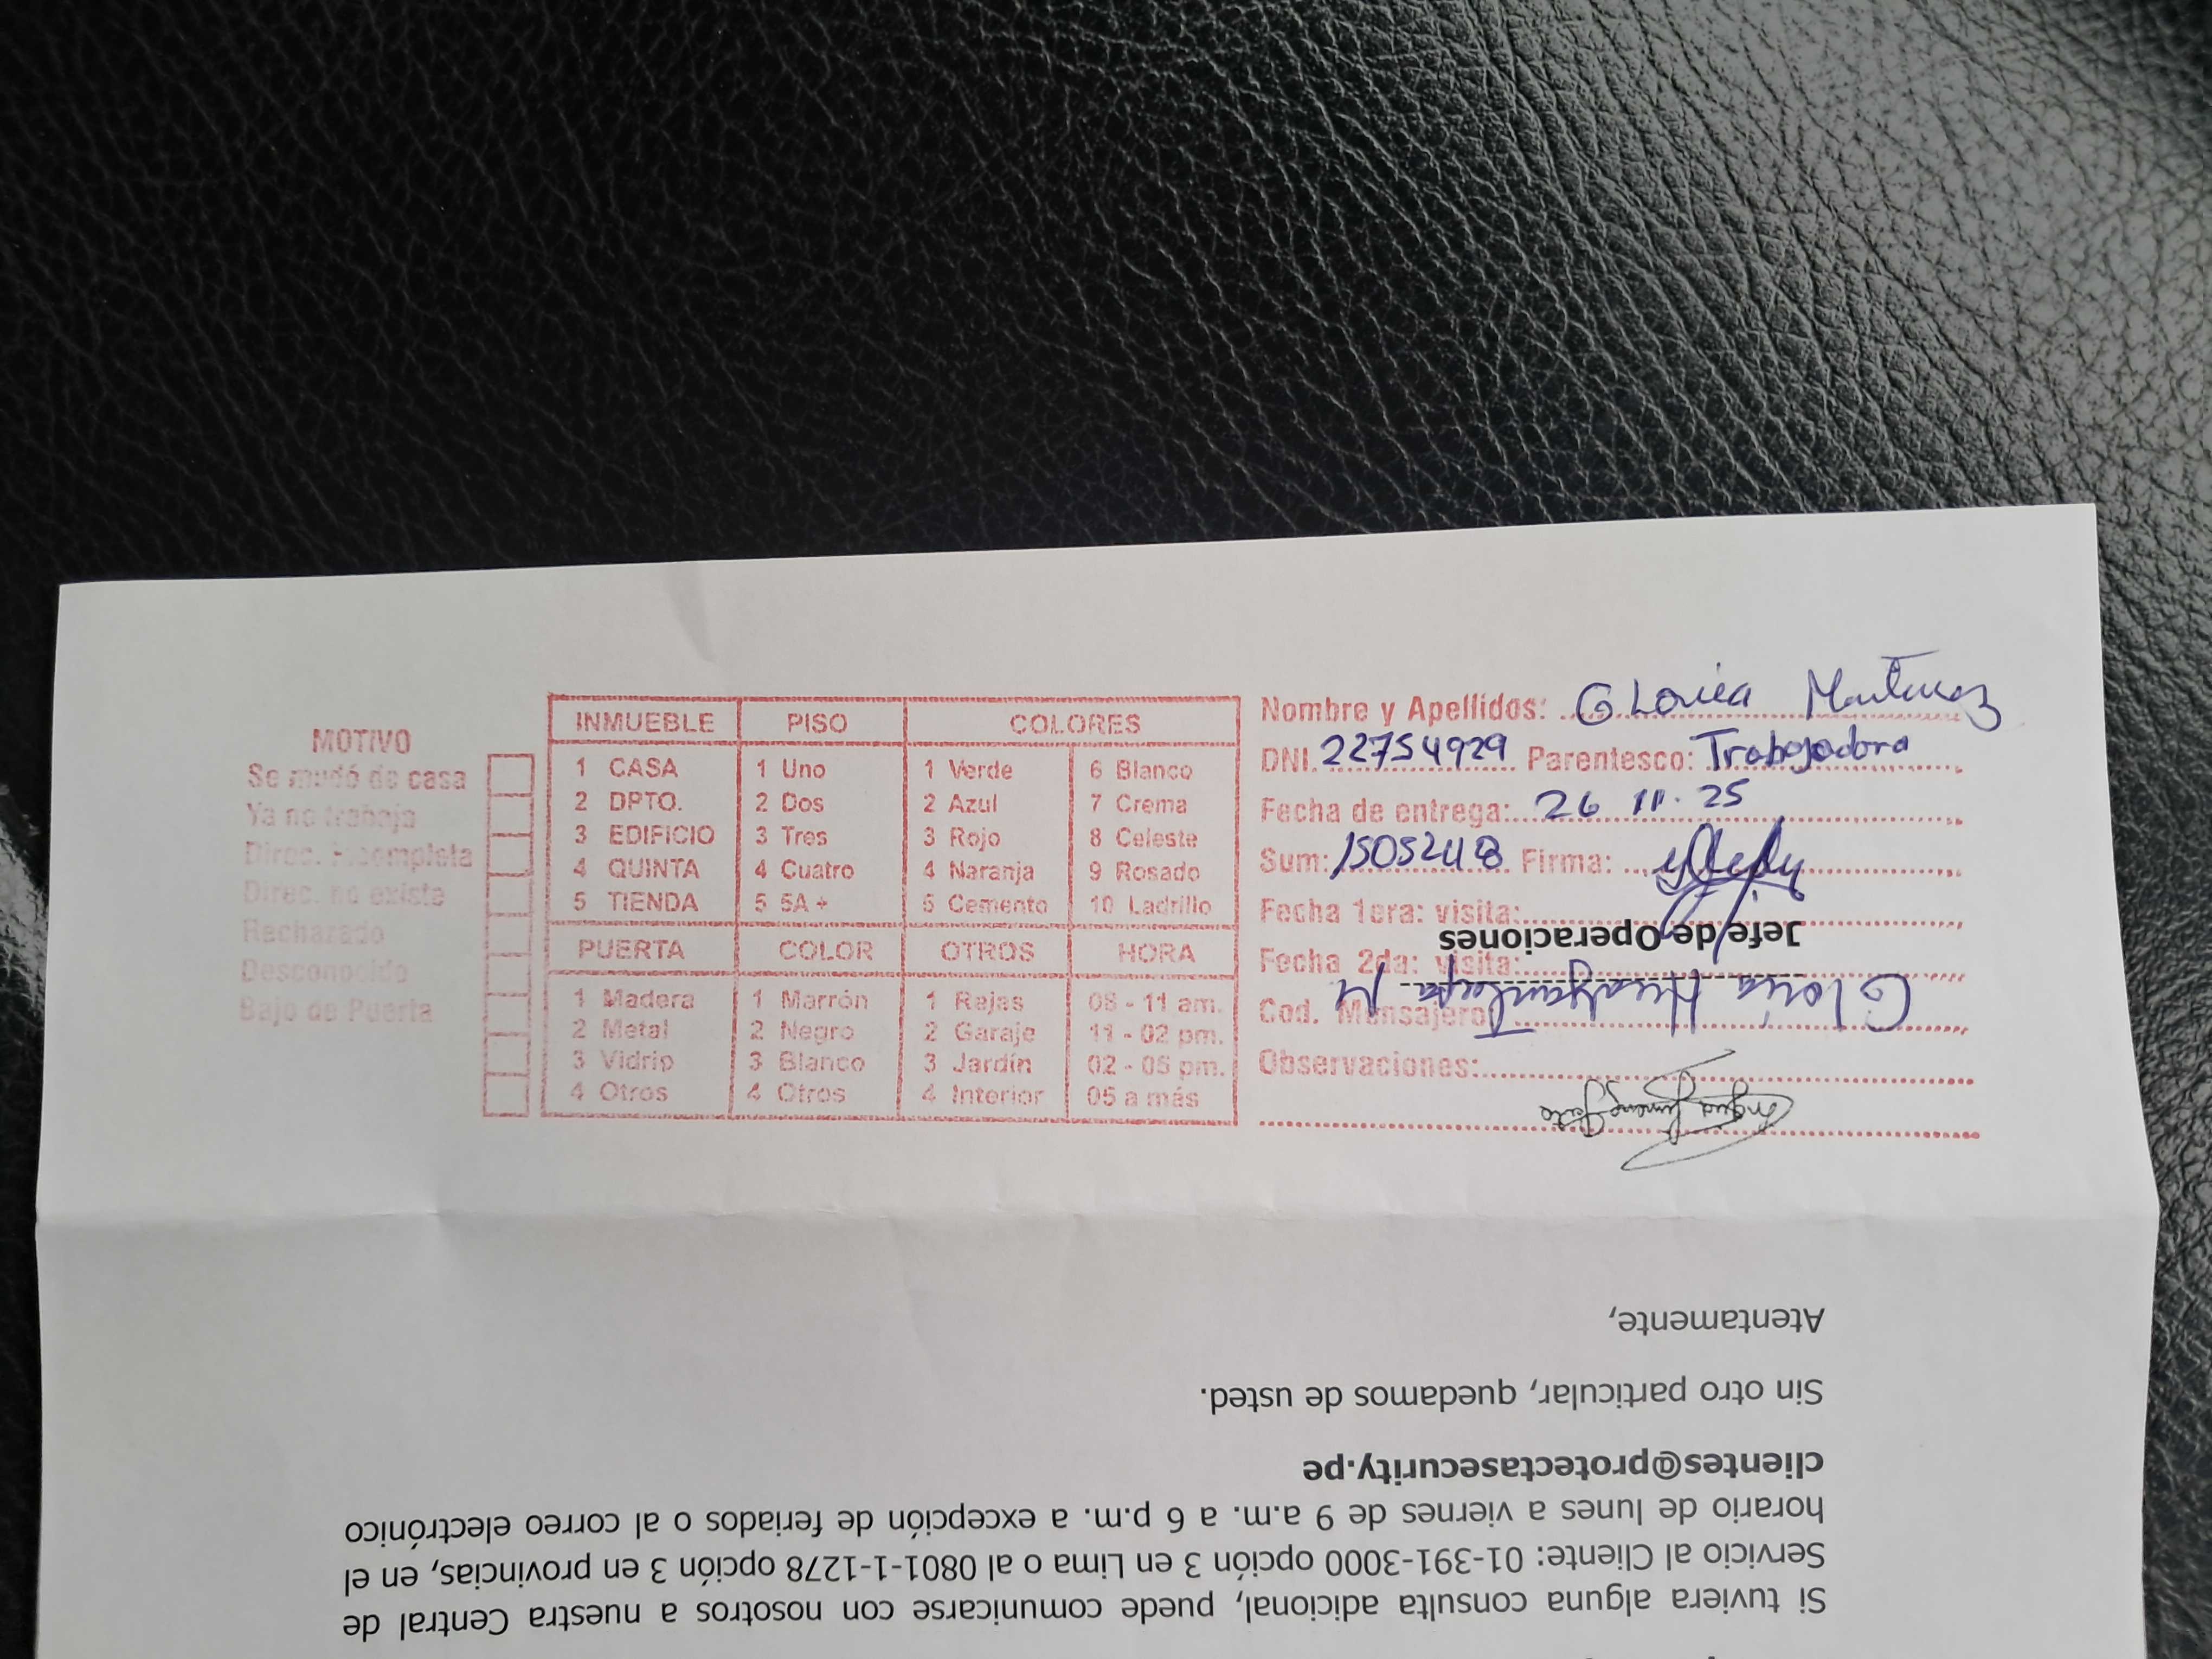 MOTIVO
Se mudó de casa
Ya no trabaja
Direc. Incompleta
Direc. no existe
Rechazado
Desconocido
Bajo de Puerta
INMUEBLE PISO COLORES
1 CASA 1 Uno 1 Verde 6 Blanco
2 DPTO. 2 Dos 2 Azul 7 Crema
3 EDIFICIO 3 Tres 3 Rojo 8 Celeste
4 QUINTA 4 Cuatro 4 Naranja 9 Rosado
5 TIENDA 5 5A + 5 Cemento 10 Ladrillo
PUERTA COLOR OTROS HORA
1 Madera 1 Marrón 1 Rejas 08 - 11 am.
2 Metal 2 Negro 2 Garaje 11 - 02 pm.
3 Vidrip 3 Blanco 3 Jardín 02 - 05 pm.
4 Otros 4 Otros 4 Interior 05 a más
Nombre y Apellidos: GLORIA Martinez
DNI. 22754929 Parentesco: Trabajadora
Fecha de entrega: 26 11. 25
Sum: Firma:
Fecha 1era: visita:
Fecha 2da: visita:
Cod. Mensajero
Observaciones:
Si tuviera alguna consulta adicional, puede comunicarse con nosotros a nuestra Central de
Servicio al Cliente: 01-391-3000 opción 3 en Lima o al 0801-1-1278 opción 3 en provincias, en el
horario de lunes a viernes de 9 a.m. a 6 p.m. a excepción de feriados o al correo electrónico
clientes@protectasecurity.pe
Sin otro particular, quedamos de usted.
Atentamente,
Gloria
Jefe de Operaciones